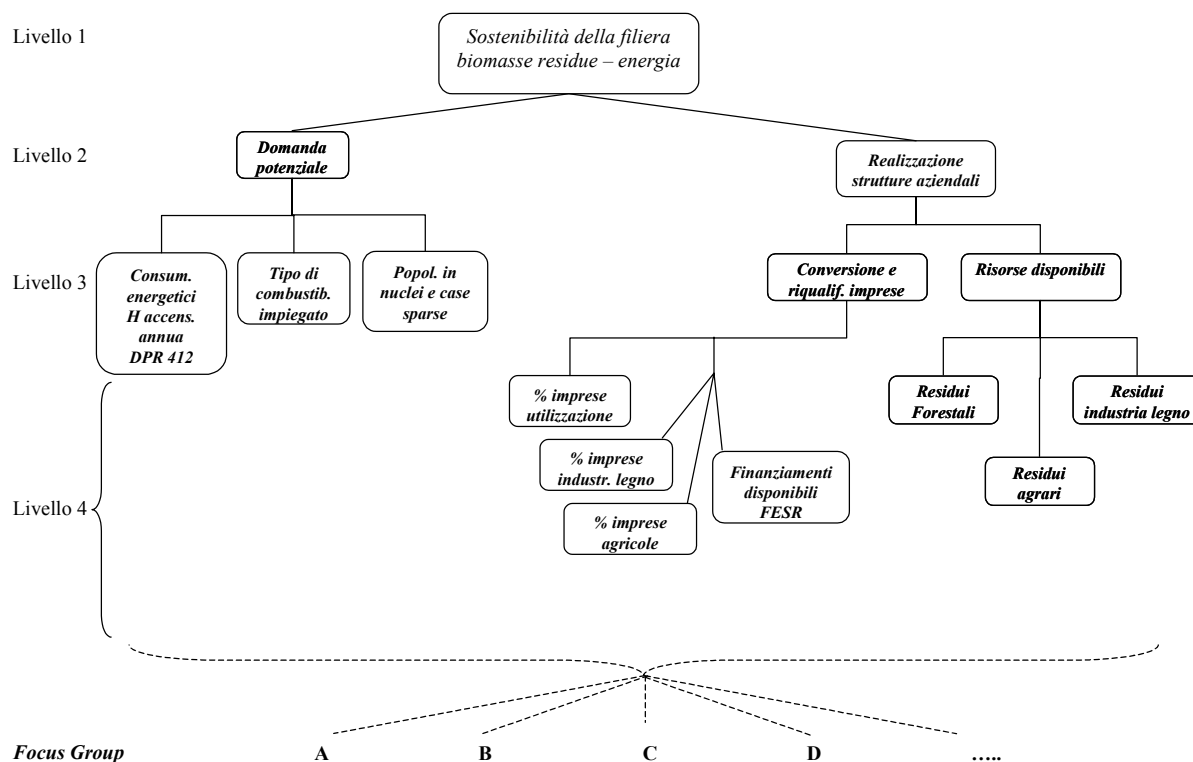 Livello 1
Sostenibilità della filiera
biomasse residue – energia
Livello 2
Domanda
potenziale
Realizzazione
strutture aziendali
Livello 3
Consum.
energetici
H accens.
annua
DPR 412
Tipo di
combustib.
impiegato
Popol. in
nuclei e case
sparse
Conversione e
riqualif. imprese
Risorse disponibili
Livello 4
% imprese
utilizzazione
% imprese
industr. legno
% imprese
agricole
Finanziamenti
disponibili
FESR
Residui
Forestali
Residui
agrari
Residui
industria legno
Focus Group A B C D …..